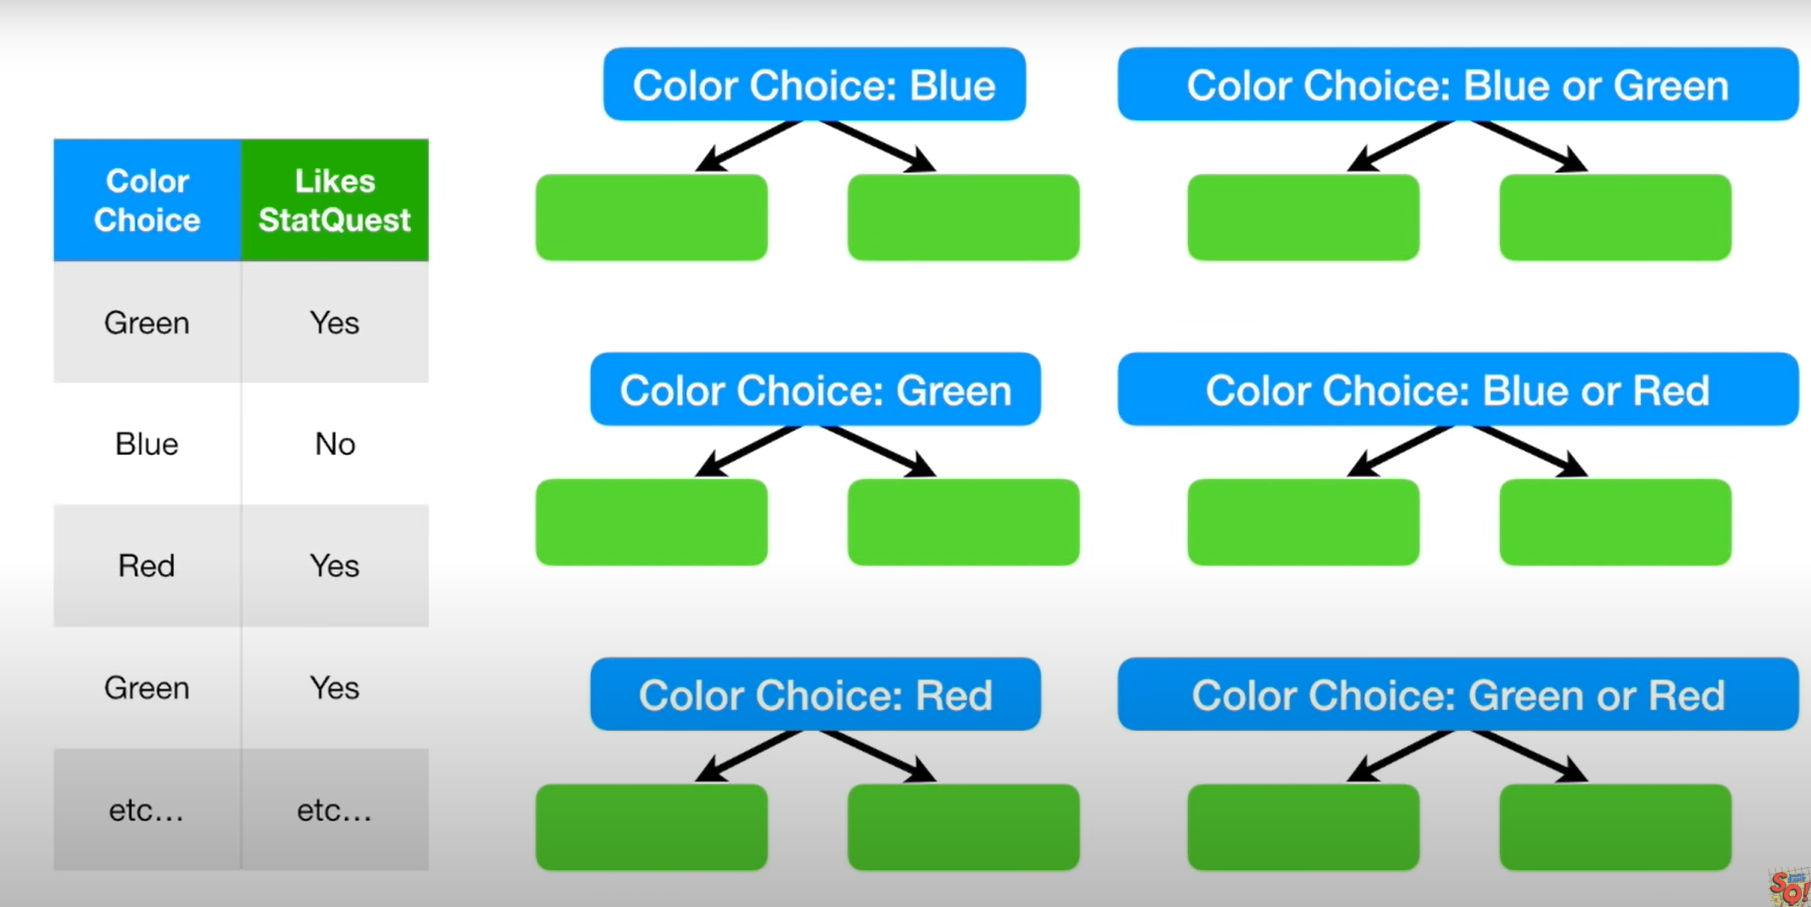 Color Choice: Blue
Color Choice: Blue or Green
Color
Choice
Likes
StatQuest
Green
Yes
Color Choice: Green
Color Choice: Blue or Red
Blue
No
Red
Yes
Green
Yes
Color Choice: Red
Color Choice: Green or Red
etc...
etc...
SQ!